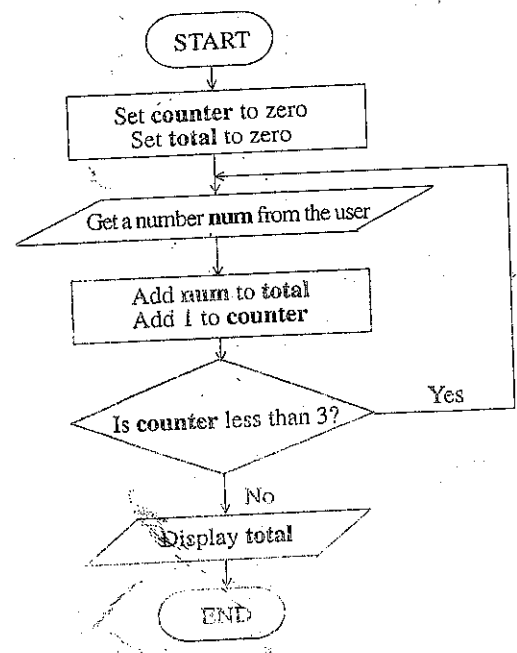 START
Set counter to zero
Set total to zero
Get a number num from the user
Add num to total
Add 1 to counter
Is counter less than 3?
Yes
No
Display total
END